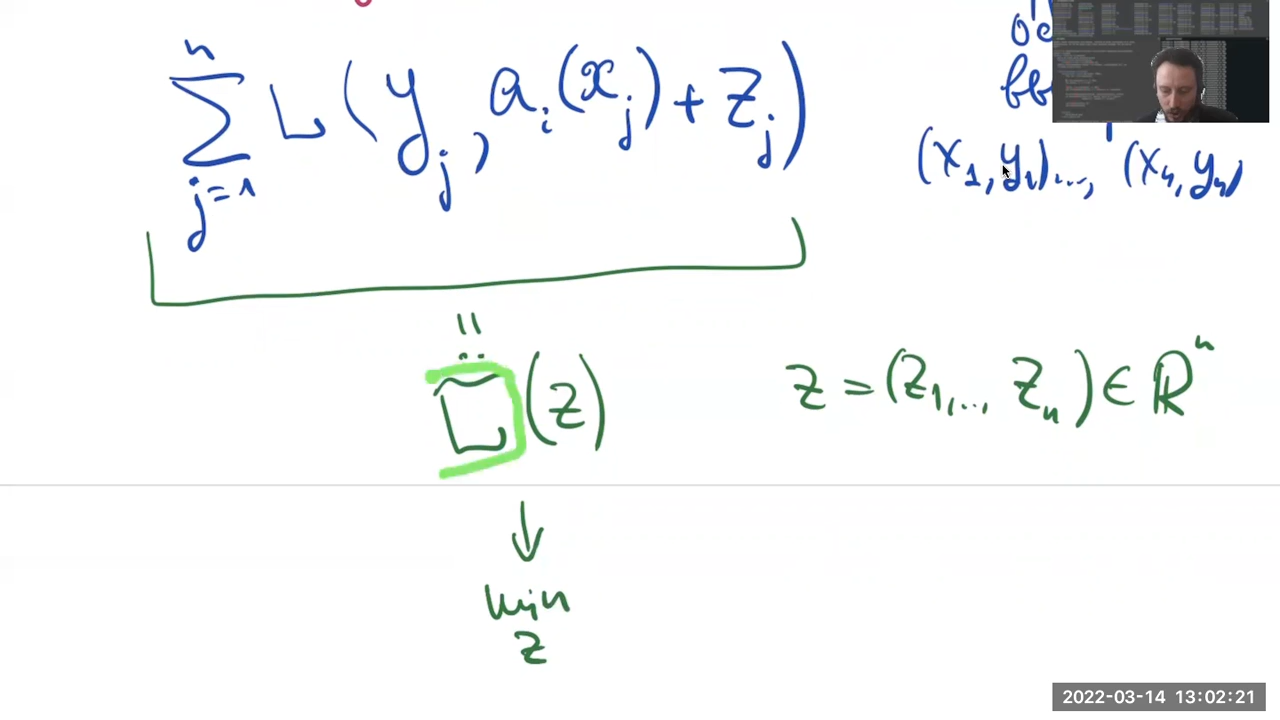 n
∑ L(y_j, a_i(x_j) + z_j)
j=1
(x_1, y_1)..., (x_n, y_n)
=
L̃(z)
z = (z_1,... z_n) ∈ ℝ^n
↓
min
z
2022-03-14 13:02:21